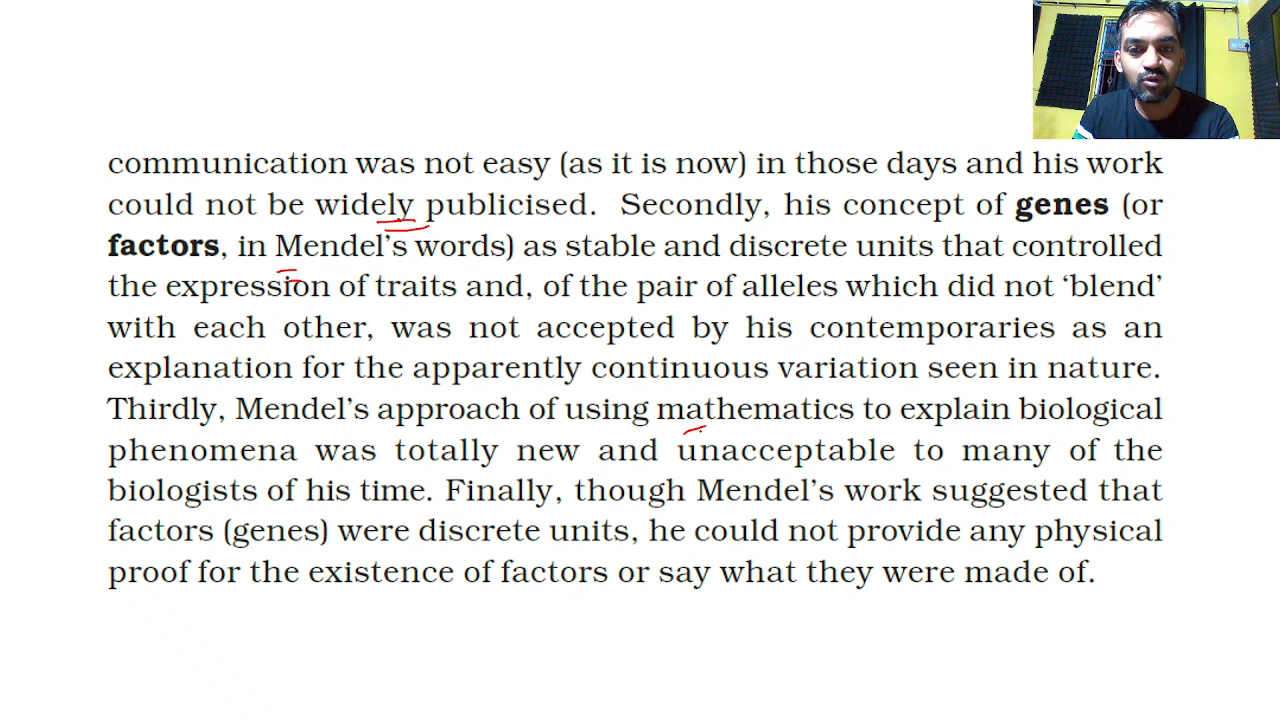 communication was not easy (as it is now) in those days and his work
could not be widely publicised. Secondly, his concept of genes (or
factors, in Mendel's words) as stable and discrete units that controlled
the expression of traits and, of the pair of alleles which did not ‘blend’
with each other, was not accepted by his contemporaries as an
explanation for the apparently continuous variation seen in nature.
Thirdly, Mendel's approach of using mathematics to explain biological
phenomena was totally new and unacceptable to many of the
biologists of his time. Finally, though Mendel's work suggested that
factors (genes) were discrete units, he could not provide any physical
proof for the existence of factors or say what they were made of.